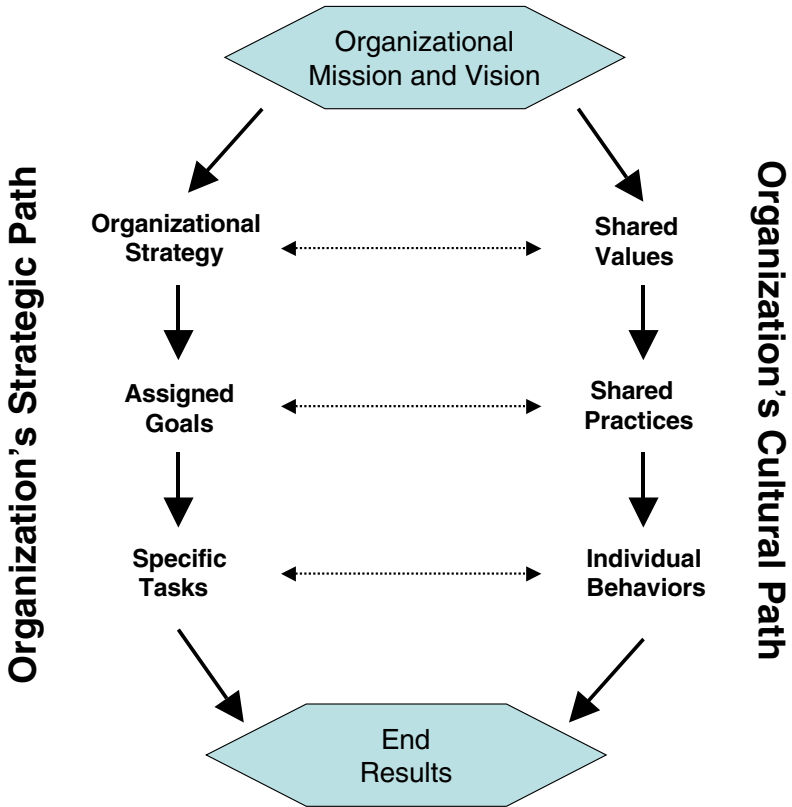 Organizational
Mission and Vision
Organization's Strategic Path
Organizational
Strategy
Shared
Values
Assigned
Goals
Shared
Practices
Specific
Tasks
Individual
Behaviors
Organization's Cultural Path
End
Results